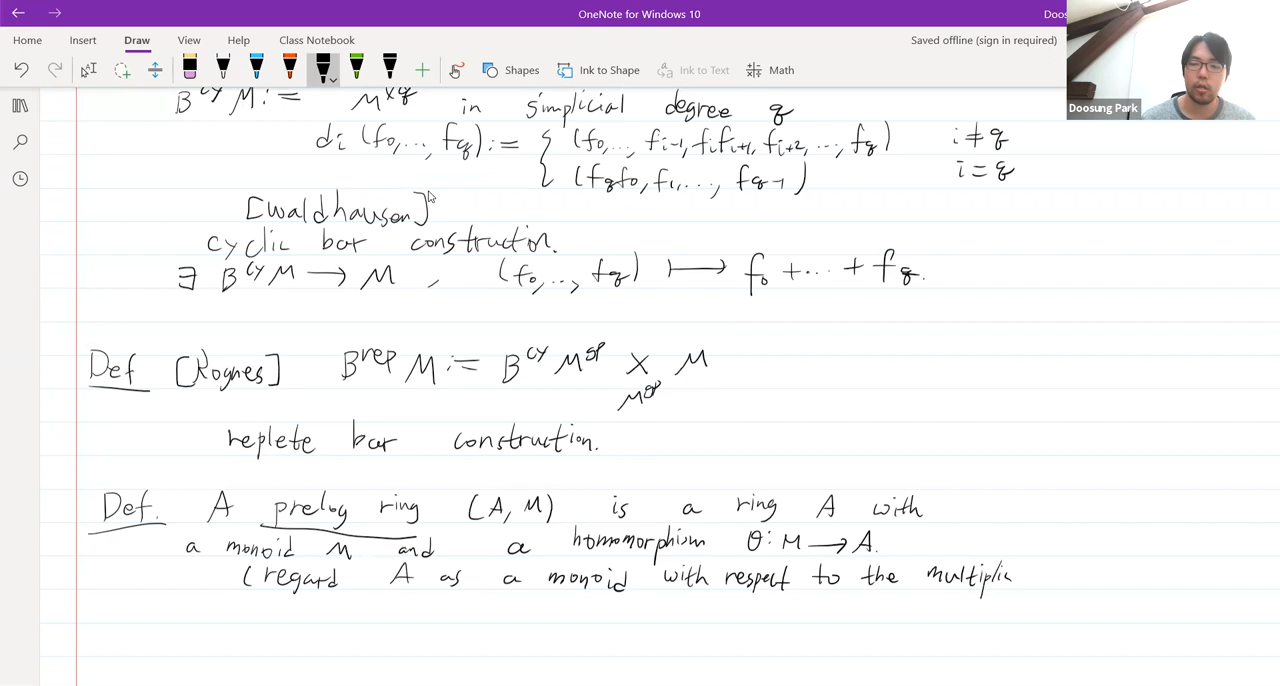 OneNote for Windows 10
Doos
Home Insert Draw View Help Class Notebook
Saved offline (sign in required)
Shapes Ink to Shape Ink to Text Math
Doosung Park
B^cy M := M^×q in simplicial degree q
d_i (f_0, ..., f_q) := { (f_0, ..., f_{i-1}, f_i f_{i+1}, f_{i+2}, ..., f_q) i ≠ q
(f_q f_0, f_1, ..., f_{q-1}) i = q
[Waldhausen]
cyclic bar construction.
∃ B^cy M → M , (f_0, ..., f_q) ↦ f_0 + ... + f_q.
Def [Rognes] B^rep M := B^cy M^gp × M
M^gp
replete bar construction.
Def. A prelog ring (A, M) is a ring A with
a monoid M and a homomorphism θ: M → A.
(regard A as a monoid with respect to the multiplic